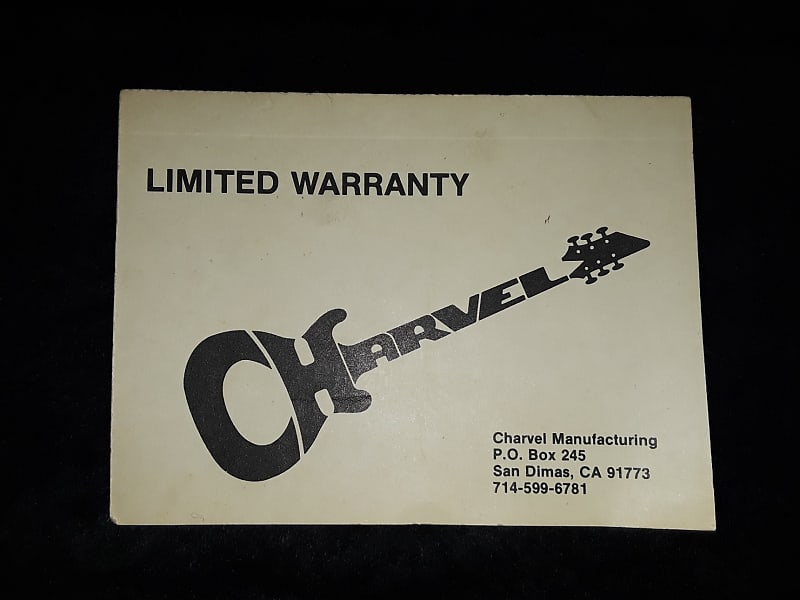 LIMITED WARRANTY
CHARVEL
Charvel Manufacturing
P.O. Box 245
San Dimas, CA 91773
714-599-6781